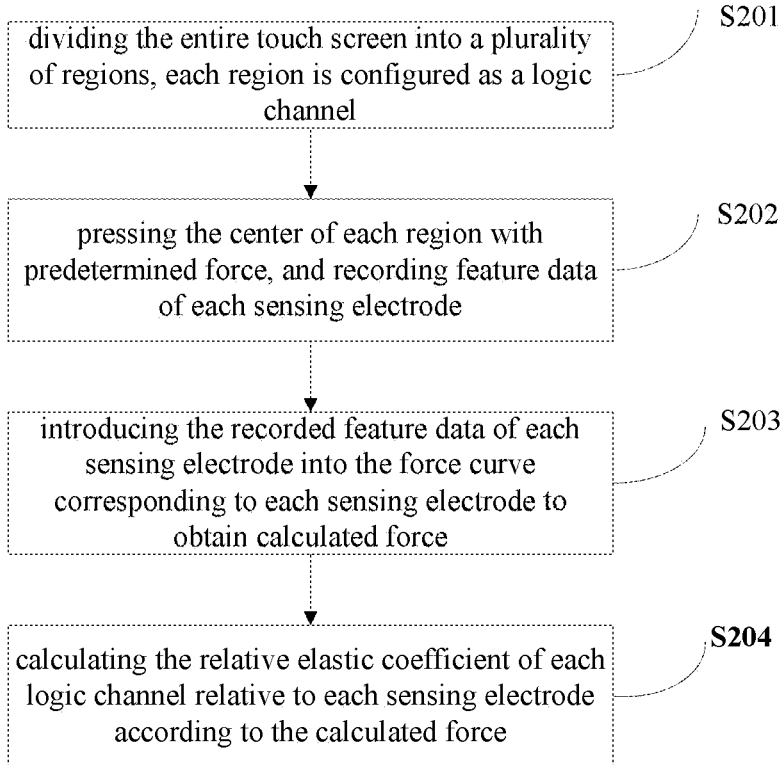 S201
dividing the entire touch screen into a plurality
of regions, each region is configured as a logic
channel
S202
pressing the center of each region with
predetermined force, and recording feature data
of each sensing electrode
S203
introducing the recorded feature data of each
sensing electrode into the force curve
corresponding to each sensing electrode to
obtain calculated force
S204
calculating the relative elastic coefficient of each
logic channel relative to each sensing electrode
according to the calculated force